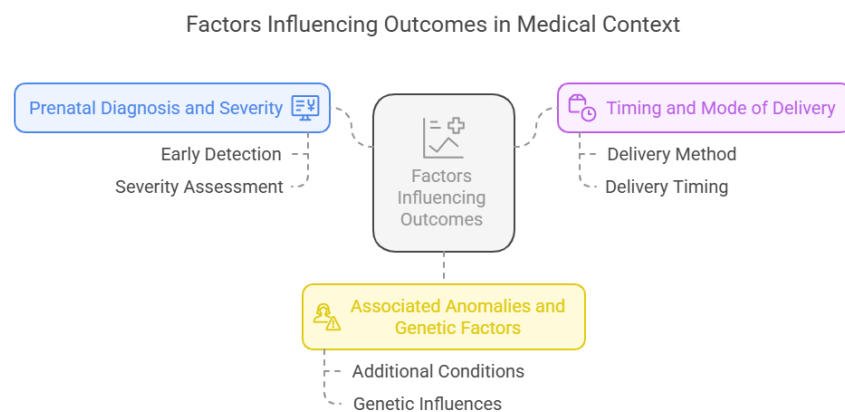 Factors Influencing Outcomes in Medical Context
Prenatal Diagnosis and Severity
Early Detection
Severity Assessment
Factors
Influencing
Outcomes
Timing and Mode of Delivery
Delivery Method
Delivery Timing
Associated Anomalies and
Genetic Factors
Additional Conditions
Genetic Influences